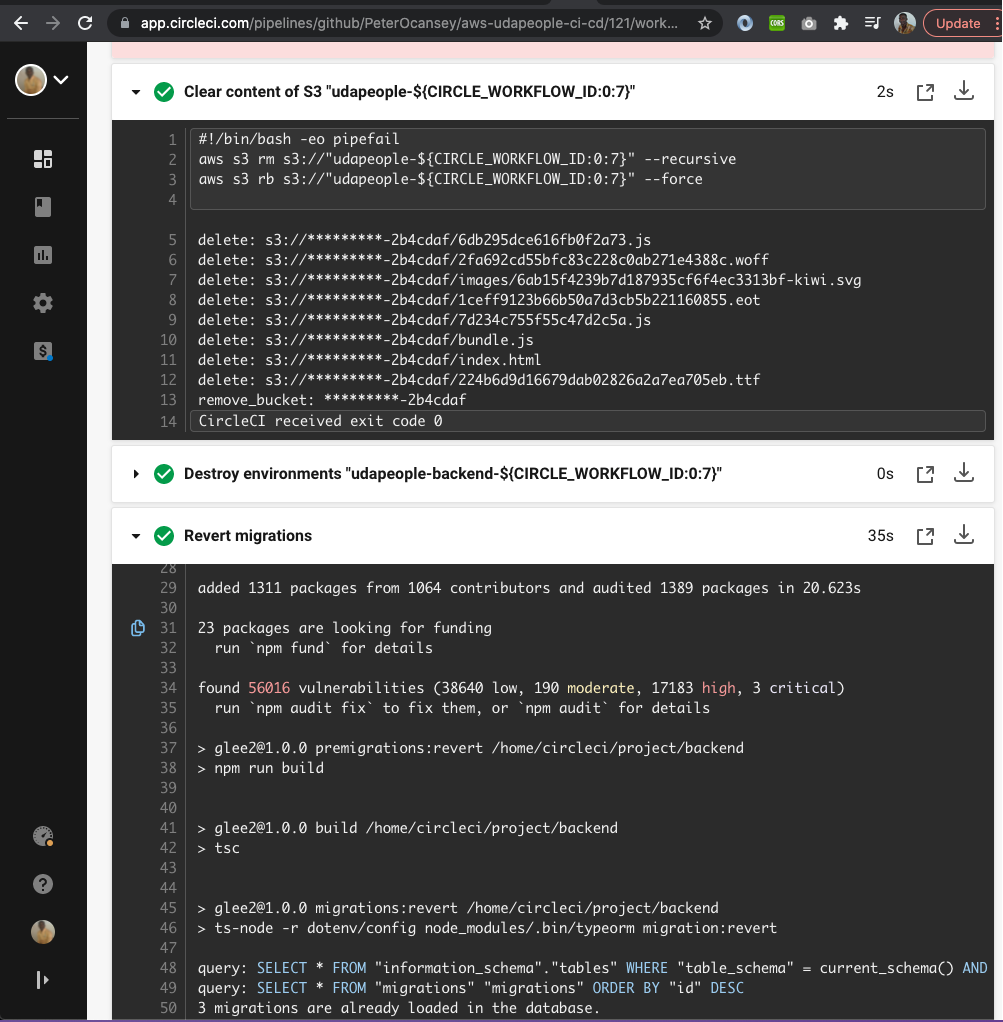 app.circleci.com/pipelines/github/PeterOcansey/aws-udapeople-ci-cd/121/work...
CORS
Update
Clear content of S3 "udapeople-${CIRCLE_WORKFLOW_ID:0:7}"
2s
1 #!/bin/bash -eo pipefail
2 aws s3 rm s3://"udapeople-${CIRCLE_WORKFLOW_ID:0:7}" --recursive
3 aws s3 rb s3://"udapeople-${CIRCLE_WORKFLOW_ID:0:7}" --force
4
5 delete: s3://*********-2b4cdaf/6db295dce616fb0f2a73.js
6 delete: s3://*********-2b4cdaf/2fa692cd55bfc83c228c0ab271e4388c.woff
7 delete: s3://*********-2b4cdaf/images/6ab15f4239b7d187935cf6f4ec3313bf-kiwi.svg
8 delete: s3://*********-2b4cdaf/1ceff9123b66b50a7d3cb5b221160855.eot
9 delete: s3://*********-2b4cdaf/7d234c755f55c47d2c5a.js
10 delete: s3://*********-2b4cdaf/bundle.js
11 delete: s3://*********-2b4cdaf/index.html
12 delete: s3://*********-2b4cdaf/224b6d9d16679dab02826a2a7ea705eb.ttf
13 remove_bucket: *********-2b4cdaf
14 CircleCI received exit code 0
Destroy environments "udapeople-backend-${CIRCLE_WORKFLOW_ID:0:7}"
0s
Revert migrations
35s
28
29 added 1311 packages from 1064 contributors and audited 1389 packages in 20.623s
30
31 23 packages are looking for funding
32 run `npm fund` for details
33
34 found 56016 vulnerabilities (38640 low, 190 moderate, 17183 high, 3 critical)
35 run `npm audit fix` to fix them, or `npm audit` for details
36
37 > glee2@1.0.0 premigrations:revert /home/circleci/project/backend
38 > npm run build
39
40
41 > glee2@1.0.0 build /home/circleci/project/backend
42 > tsc
43
44
45 > glee2@1.0.0 migrations:revert /home/circleci/project/backend
46 > ts-node -r dotenv/config node_modules/.bin/typeorm migration:revert
47
48 query: SELECT * FROM "information_schema"."tables" WHERE "table_schema" = current_schema() AND
49 query: SELECT * FROM "migrations" "migrations" ORDER BY "id" DESC
50 3 migrations are already loaded in the database.